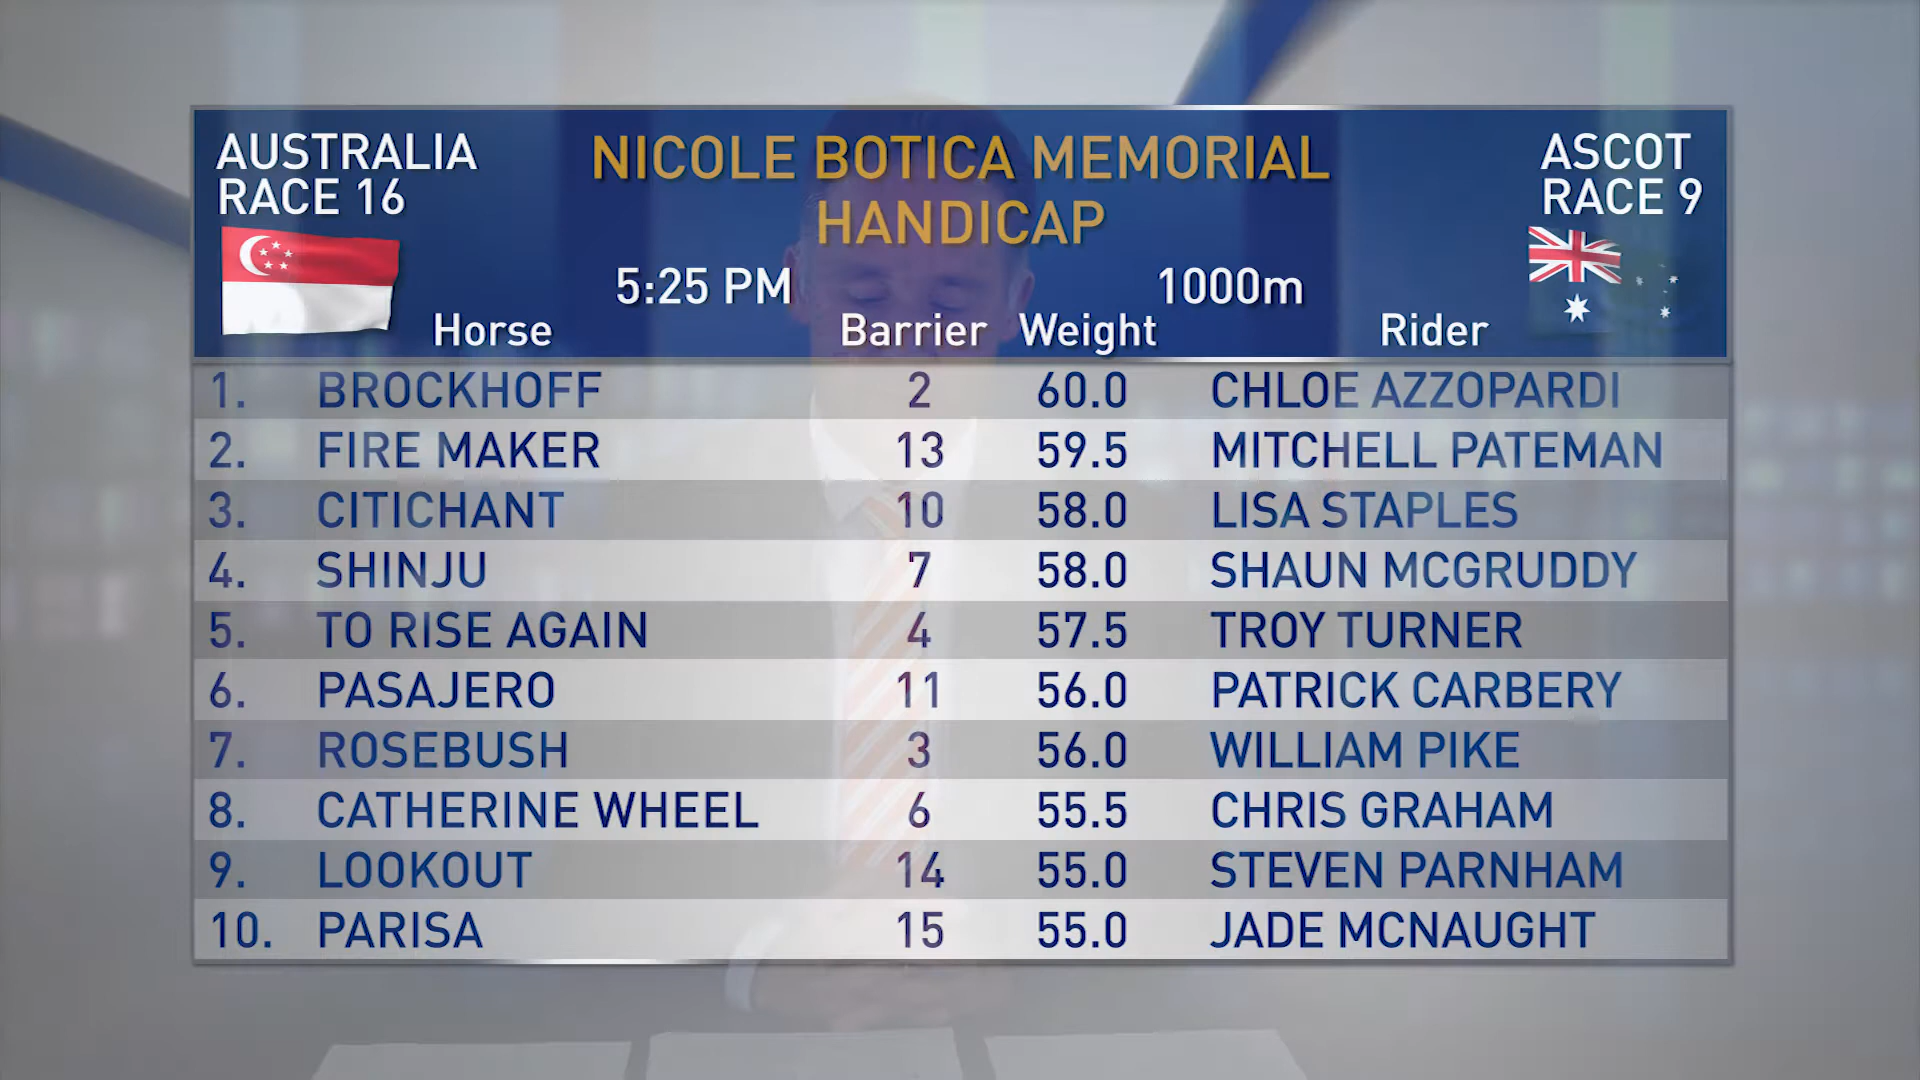 AUSTRALIA
RACE 16
NICOLE BOTICA MEMORIAL
HANDICAP
ASCOT
RACE 9
5:25 PM 1000m
Horse Barrier Weight Rider
1. BROCKHOFF 2 60.0 CHLOE AZZOPARDI
2. FIRE MAKER 13 59.5 MITCHELL PATEMAN
3. CITICHANT 10 58.0 LISA STAPLES
4. SHINJU 7 58.0 SHAUN MCGRUDDY
5. TO RISE AGAIN 4 57.5 TROY TURNER
6. PASAJERO 11 56.0 PATRICK CARBERY
7. ROSEBUSH 3 56.0 WILLIAM PIKE
8. CATHERINE WHEEL 6 55.5 CHRIS GRAHAM
9. LOOKOUT 14 55.0 STEVEN PARNHAM
10. PARISA 15 55.0 JADE MCNAUGHT